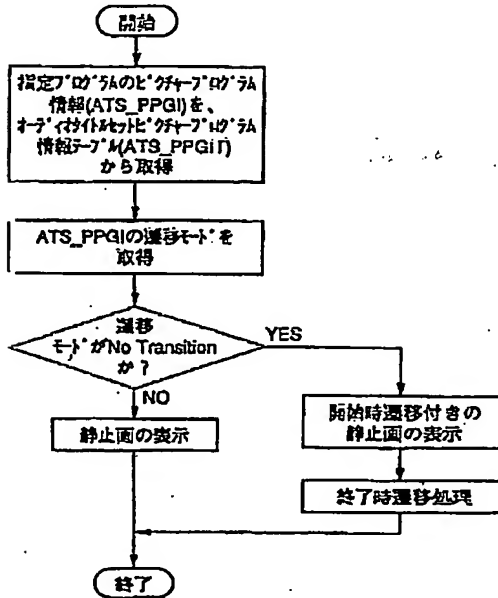 開始
指定プログラムのピクチャープログラム
情報(ATS_PPGI)を、
オーディオタイトルセットピクチャープログラム
情報テーブル(ATS_PPGIT)
から取得
ATS_PPGIの遷移モードを
取得
遷移
モードがNo Transition
か?
YES
NO
静止画の表示
開始時遷移付きの
静止画の表示
終了時遷移処理
終了